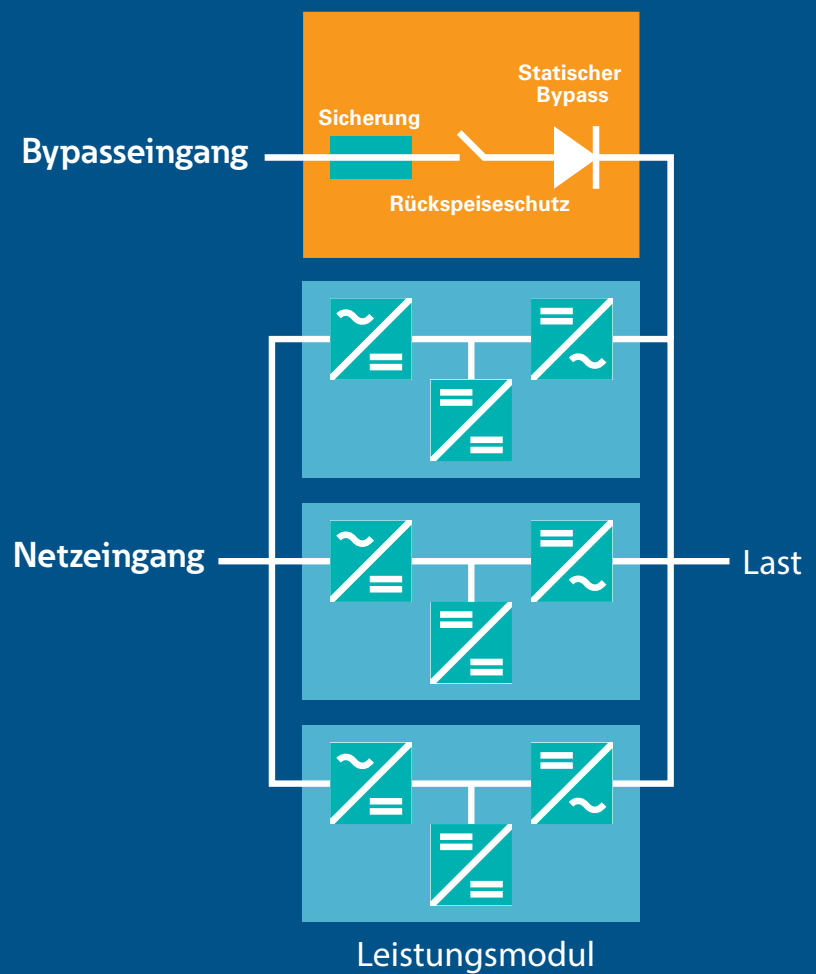 Statischer
Bypass
Sicherung
Bypasseingang
Rückspeiseschutz
Netzeingang
Last
Leistungsmodul